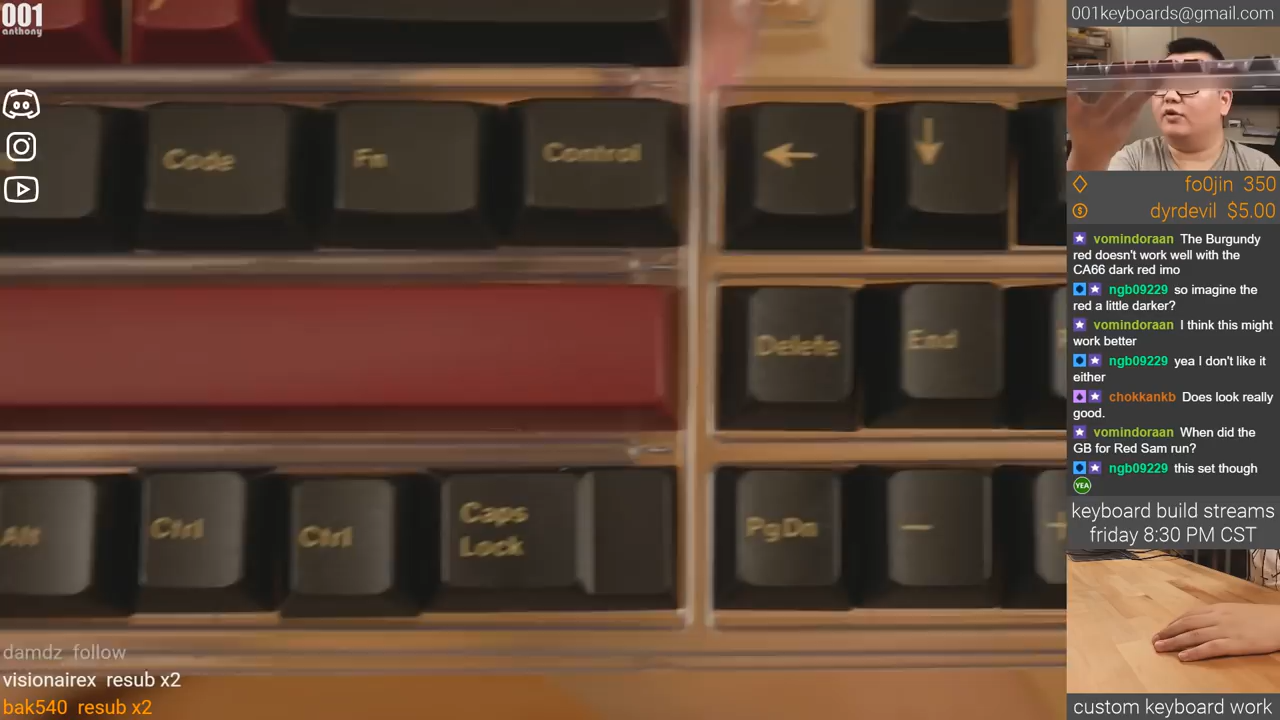 001
anthony
Code
Fn
Control
←
↓
Delete
End
Alt
Ctrl
Ctrl
Caps
Lock
PgDn
−
+
damdz follow
visionairex resub x2
bak540 resub x2
001keyboards@gmail.com
fo0jin 350
dyrdevil $5.00
vomindoraan The Burgundy
red doesn't work well with the
CA66 dark red imo
ngb09229 so imagine the
red a little darker?
vomindoraan I think this might
work better
ngb09229 yea I don't like it
either
chokkankb Does look really
good.
vomindoraan When did the
GB for Red Sam run?
ngb09229 this set though
YEA
keyboard build streams
friday 8:30 PM CST
custom keyboard work